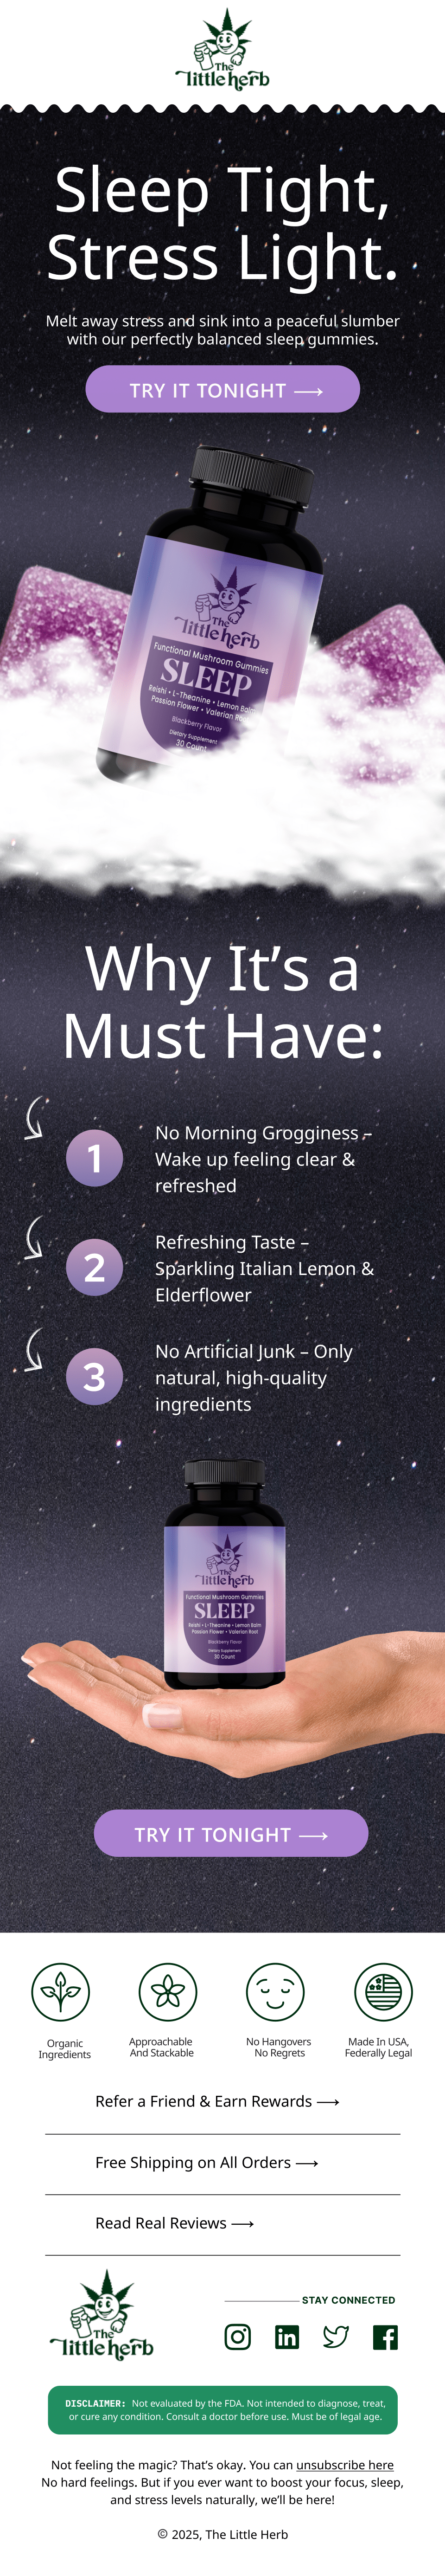 The
little herb
Sleep Tight,
Stress Light.
Melt away stress and sink into a peaceful slumber
with our perfectly balanced sleep gummies.
TRY IT TONIGHT ⟶
The
little herb
Functional Mushroom Gummies
SLEEP
Reishi • L-Theanine • Lemon Balm
Passion Flower • Valerian
Blackberry Flavor
Dietary Supplement
30 Count
Why It's a
Must Have:
1
No Morning Grogginess –
Wake up feeling clear &
refreshed
2
Refreshing Taste –
Sparkling Italian Lemon &
Elderflower
3
No Artificial Junk – Only
natural, high-quality
ingredients
The
little herb
Functional Mushroom Gummies
SLEEP
Reishi • L-Theanine • Lemon Balm
Passion Flower • Valerian Root
Blackberry Flavor
Dietary Supplement
30 Count
TRY IT TONIGHT ⟶
Organic
Ingredients
Approachable
And Stackable
No Hangovers
No Regrets
Made In USA,
Federally Legal
Refer a Friend & Earn Rewards ⟶
Free Shipping on All Orders ⟶
Read Real Reviews ⟶
The
little herb
STAY CONNECTED
in
DISCLAIMER: Not evaluated by the FDA. Not intended to diagnose, treat,
or cure any condition. Consult a doctor before use. Must be of legal age.
Not feeling the magic? That's okay. You can unsubscribe here
No hard feelings. But if you ever want to boost your focus, sleep,
and stress levels naturally, we'll be here!
© 2025, The Little Herb